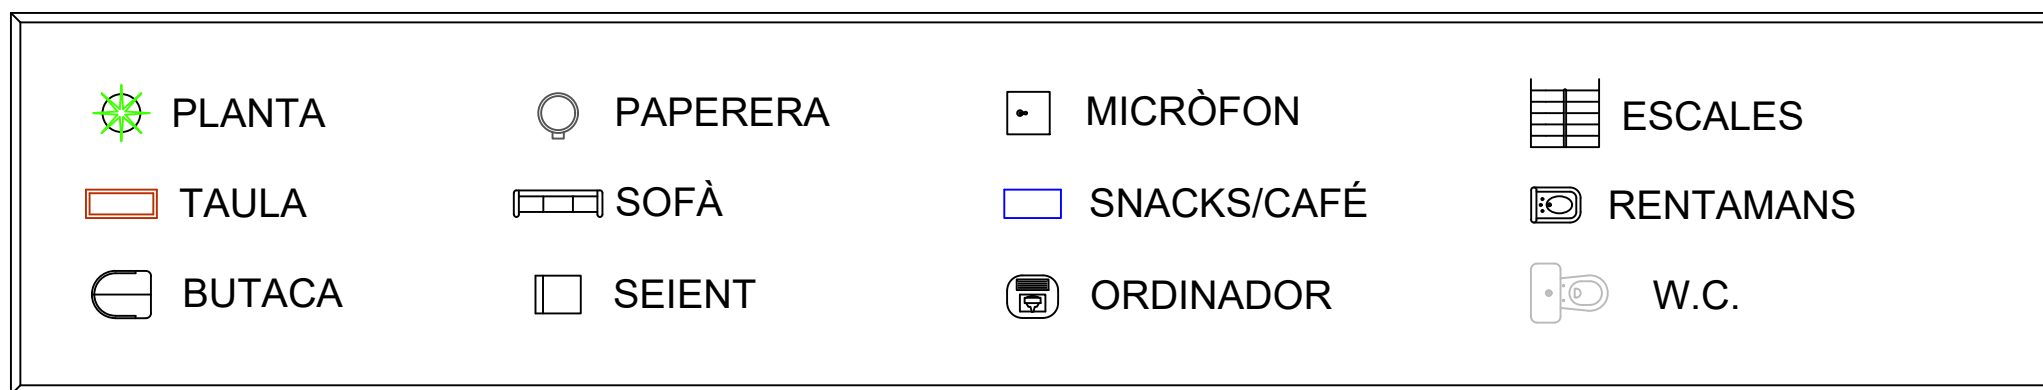 PLANTA
PAPERERA
MICRÒFON
ESCALES
TAULA
SOFÀ
SNACKS/CAFÉ
RENTAMANS
BUTACA
SEIENT
ORDINADOR
W.C.